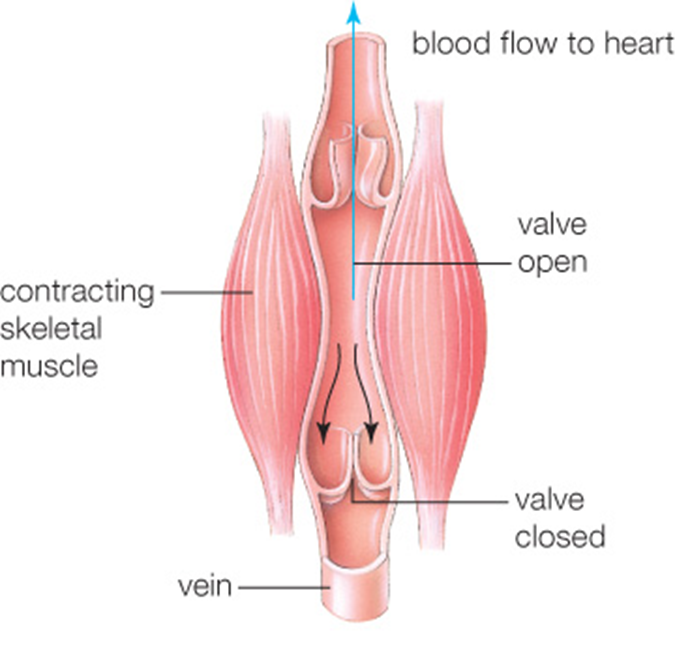 blood flow to heart
valve
open
contracting
skeletal
muscle
valve
closed
vein